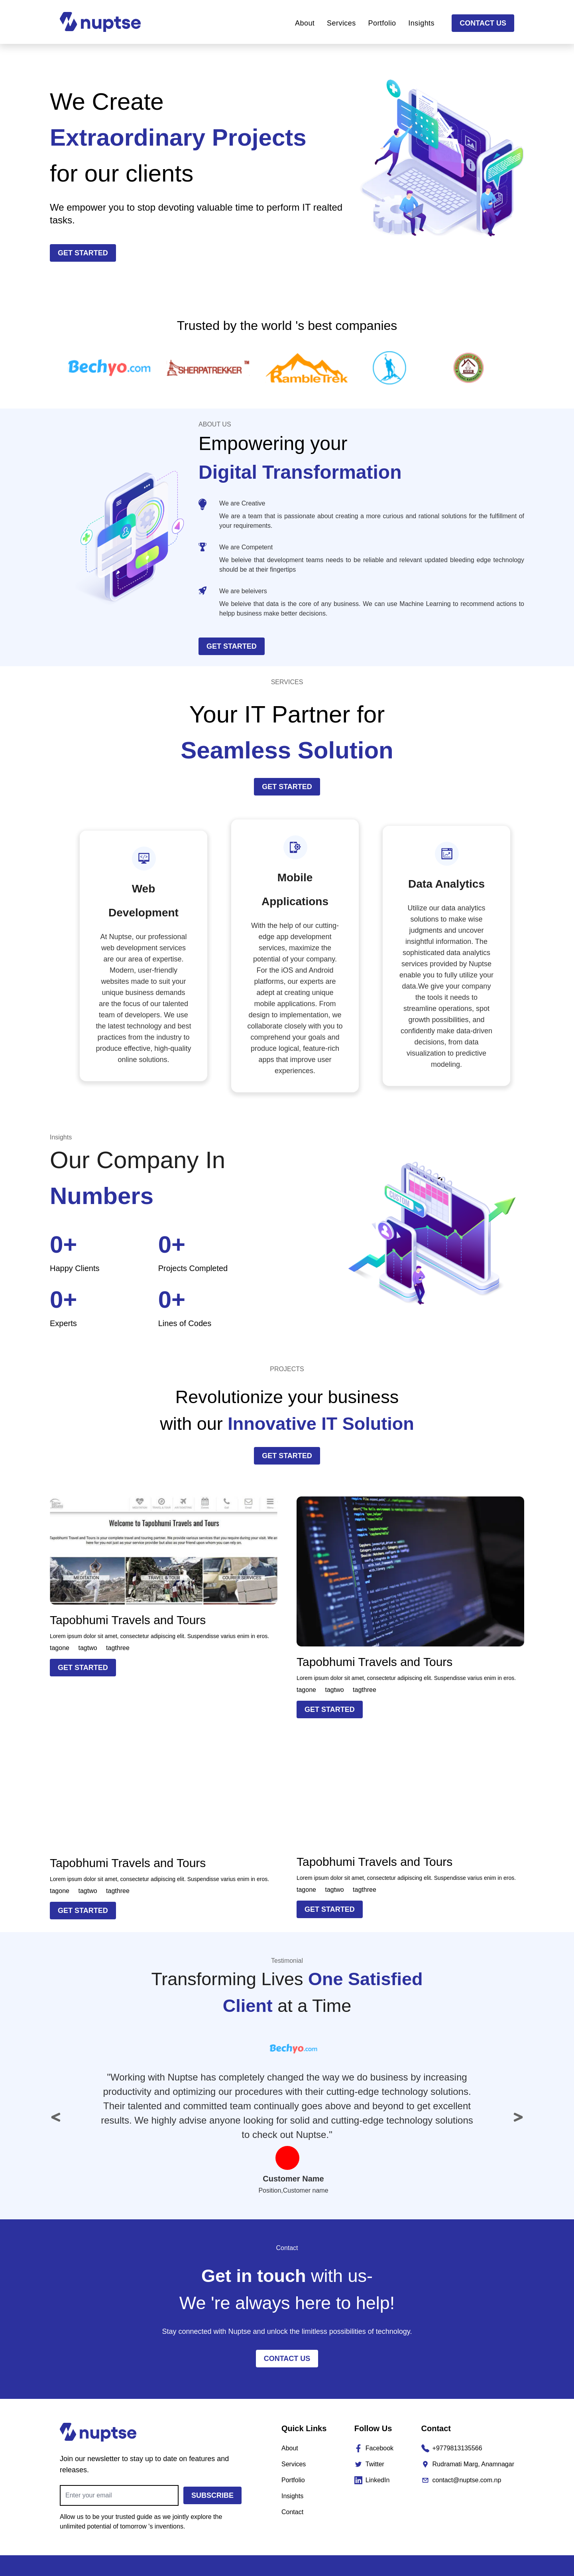 nuptse
About Services Portfolio Insights CONTACT US
We Create
Extraordinary Projects
for our clients
We empower you to stop devoting valuable time to perform IT realted
tasks.
GET STARTED
Trusted by the world 's best companies
Bechyo.com SHERPATREKKER RambleTrek
ABOUT US
Empowering your
Digital Transformation
We are Creative
We are a team that is passionate about creating a more curious and rational solutions for the fulfillment of
your requirements.
We are Competent
We beleive that development teams needs to be reliable and relevant updated bleeding edge technology
should be at their fingertips
We are beleivers
We beleive that data is the core of any business. We can use Machine Learning to recommend actions to
helpp business make better decisions.
GET STARTED
SERVICES
Your IT Partner for
Seamless Solution
GET STARTED
Web
Development
At Nuptse, our professional
web development services
are our area of expertise.
Modern, user-friendly
websites made to suit your
unique business demands
are the focus of our talented
team of developers. We use
the latest technology and best
practices from the industry to
produce effective, high-quality
online solutions.
Mobile
Applications
With the help of our cutting-
edge app development
services, maximize the
potential of your company.
For the iOS and Android
platforms, our experts are
adept at creating unique
mobile applications. From
design to implementation, we
collaborate closely with you to
comprehend your goals and
produce logical, feature-rich
apps that improve user
experiences.
Data Analytics
Utilize our data analytics
solutions to make wise
judgments and uncover
insightful information. The
sophisticated data analytics
services provided by Nuptse
enable you to fully utilize your
data.We give your company
the tools it needs to
streamline operations, spot
growth possibilities, and
confidently make data-driven
decisions, from data
visualization to predictive
modeling.
Insights
Our Company In
Numbers
0+ 0+
Happy Clients Projects Completed
0+ 0+
Experts Lines of Codes
CUSTOM
PROJECTS
Revolutionize your business
with our Innovative IT Solution
GET STARTED
Welcome to Tapobhumi Travels and Tours
MEDITATION TRAVEL & TOUR COURIER SERVICES
Tapobhumi Travels and Tours
Lorem ipsum dolor sit amet, consectetur adipiscing elit. Suspendisse varius enim in eros.
tagone tagtwo tagthree
GET STARTED
Tapobhumi Travels and Tours
Lorem ipsum dolor sit amet, consectetur adipiscing elit. Suspendisse varius enim in eros.
tagone tagtwo tagthree
GET STARTED
Tapobhumi Travels and Tours
Lorem ipsum dolor sit amet, consectetur adipiscing elit. Suspendisse varius enim in eros.
tagone tagtwo tagthree
GET STARTED
Tapobhumi Travels and Tours
Lorem ipsum dolor sit amet, consectetur adipiscing elit. Suspendisse varius enim in eros.
tagone tagtwo tagthree
GET STARTED
Testimonial
Transforming Lives One Satisfied
Client at a Time
Bechyo.com
"Working with Nuptse has completely changed the way we do business by increasing
productivity and optimizing our procedures with their cutting-edge technology solutions.
Their talented and committed team continually goes above and beyond to get excellent
results. We highly advise anyone looking for solid and cutting-edge technology solutions
to check out Nuptse."
< >
Customer Name
Position,Customer name
Contact
Get in touch with us-
We 're always here to help!
Stay connected with Nuptse and unlock the limitless possibilities of technology.
CONTACT US
nuptse
Join our newsletter to stay up to date on features and
releases.
Enter your email SUBSCRIBE
Allow us to be your trusted guide as we jointly explore the
unlimited potential of tomorrow 's inventions.
Quick Links
About
Services
Portfolio
Insights
Contact
Follow Us
Facebook
Twitter
LinkedIn
Contact
+9779813135566
Rudramati Marg, Anamnagar
contact@nuptse.com.np